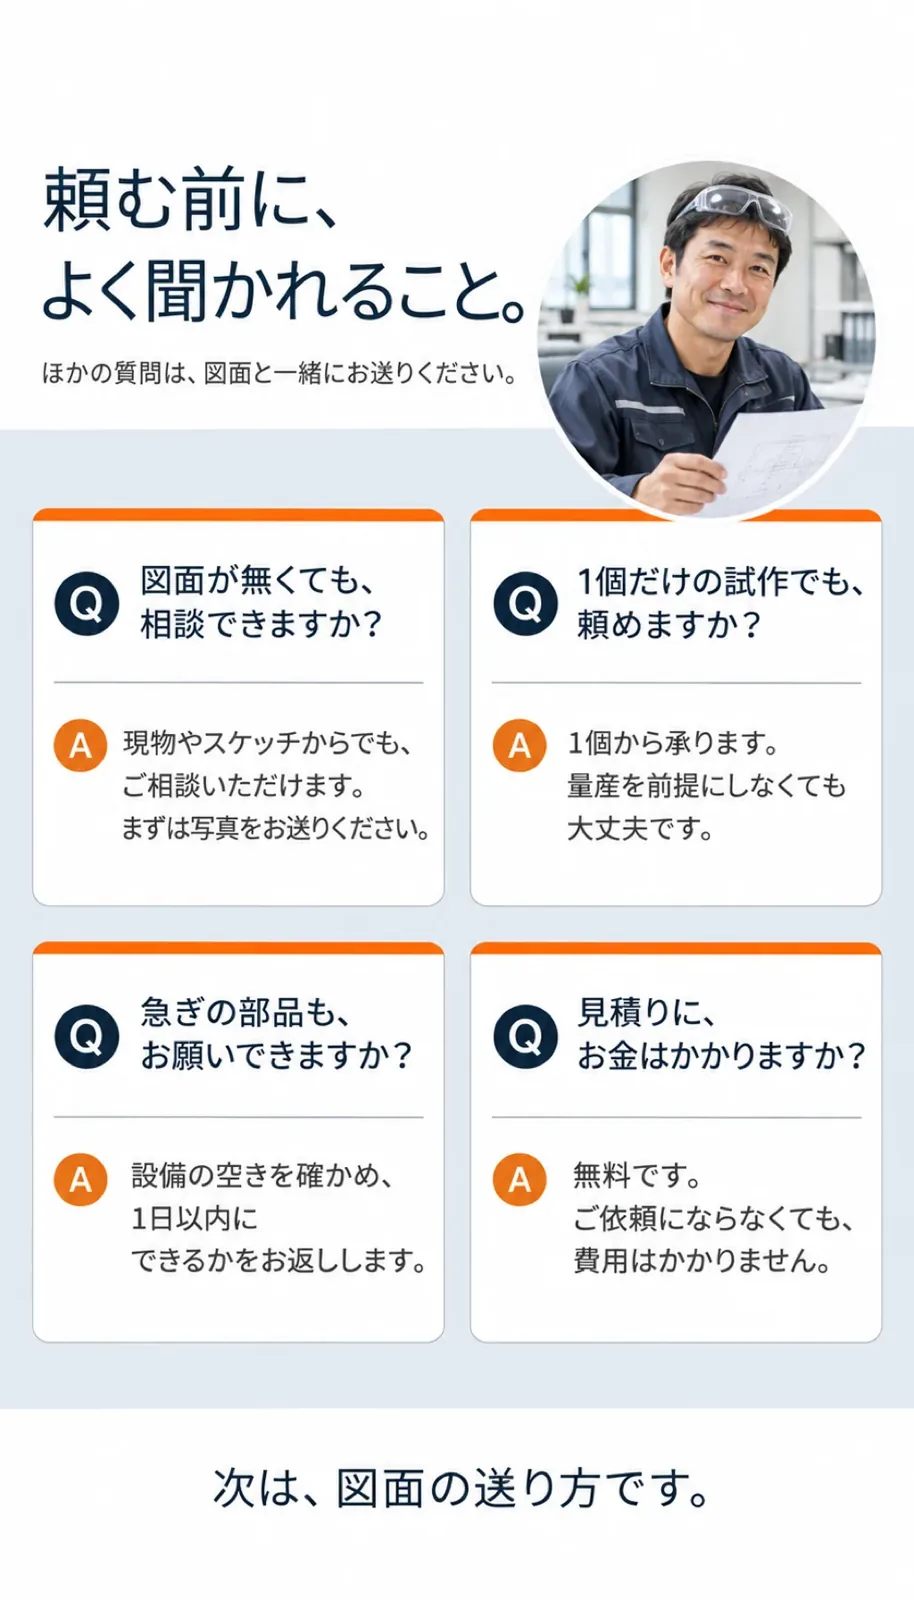 頼む前に、
よく聞かれること。
ほかの質問は、図面と一緒にお送りください。
Q
図面が無くても、
相談できますか？
A
現物やスケッチからでも、
ご相談いただけます。
まずは写真をお送りください。
Q
1個だけの試作でも、
頼めますか？
A
1個から承ります。
量産を前提にしなくても
大丈夫です。
Q
急ぎの部品も、
お願いできますか？
A
設備の空きを確かめ、
1日以内に
できるかをお返しします。
Q
見積りに、
お金はかかりますか？
A
無料です。
ご依頼にならなくても、
費用はかかりません。
次は、図面の送り方です。